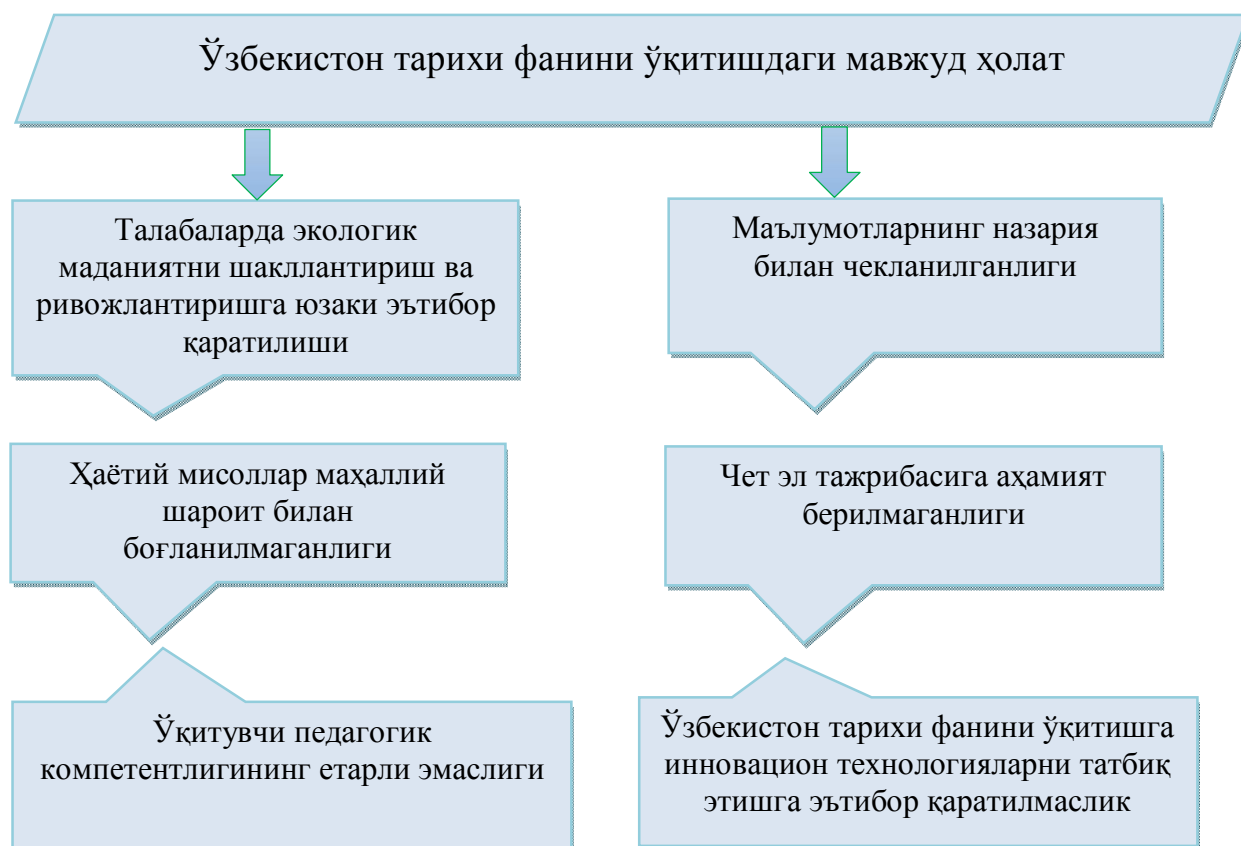 Ўзбекистон тарихи фанини ўқитишдаги мавжуд ҳолат
Талабаларда экологик
маданиятни шакллантириш ва
ривожлантиришга юзаки эътибор
қаратилиши
Маълумотларнинг назария
билан чекланилганлиги
Ҳаётий мисоллар маҳаллий
шароит билан
боғланилмаганлиги
Чет эл тажрибасига аҳамият
берилмаганлиги
Ўқитувчи педагогик
компетентлигининг етарли эмаслиги
Ўзбекистон тарихи фанини ўқитишга
инновацион технологияларни татбиқ
этишга эътибор қаратилмаслик